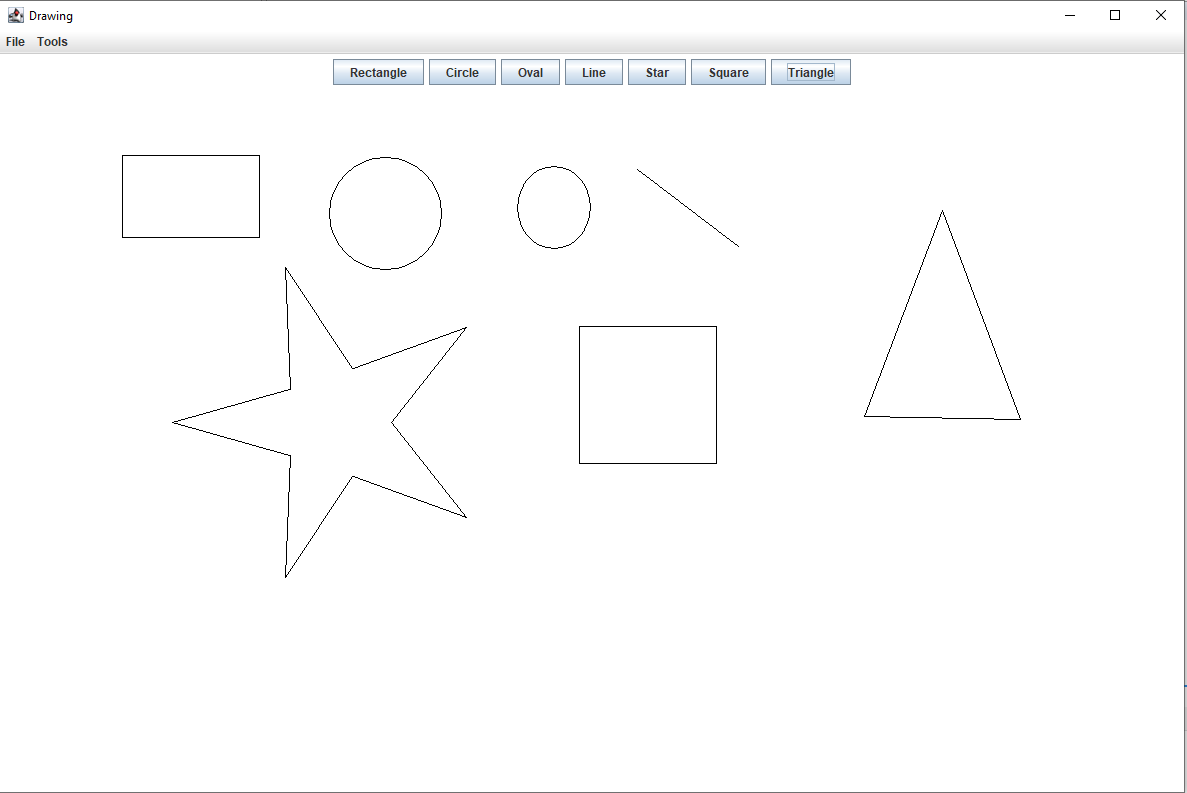 Drawing
File Tools
Rectangle Circle Oval Line Star Square Triangle